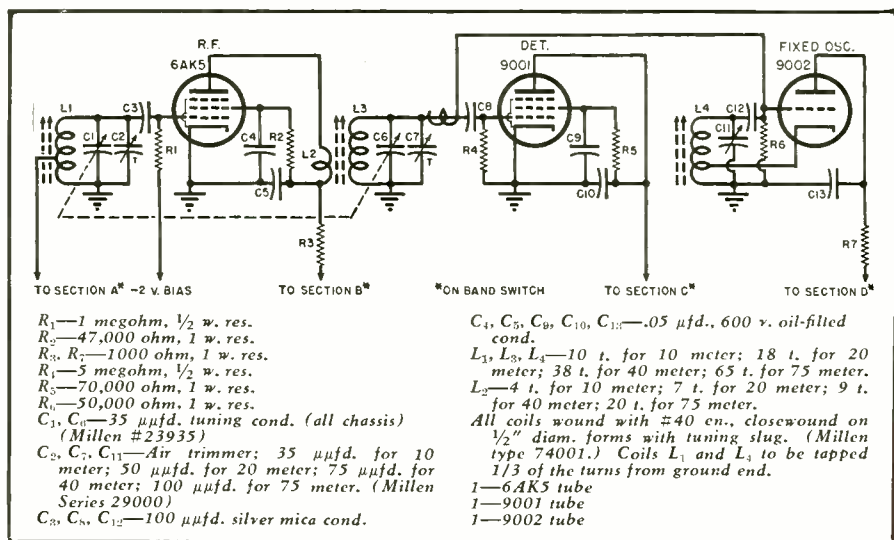 R.F.
6AK5
DET.
9001
FIXED OSC.
9002
L1
C3
C1
C2
T
R1
C4
R2
C5
L2
R3
L3
C6
C7
T
C8
R4
C9
R5
C10
L4
C12
C11
T
R6
C13
R7
TO SECTION A* -2 V. BIAS
TO SECTION B*
*ON BAND SWITCH
TO SECTION C*
TO SECTION D*
R₁—1 megohm, ½ w. res.
R₂—47,000 ohm, 1 w. res.
R₃, R₇—1000 ohm, 1 w. res.
R₄—5 megohm, ½ w. res.
R₅—70,000 ohm, 1 w. res.
R₆—50,000 ohm, 1 w. res.
C₁, C₆—35 μμfd. tuning cond. (all chassis)
(Millen #23935)
C₂, C₇, C₁₁—Air trimmer; 35 μμfd. for 10
meter; 50 μμfd. for 20 meter; 75 μμfd. for
40 meter; 100 μμfd. for 75 meter. (Millen
Series 29000)
C₃, C₈, C₁₂—100 μμfd. silver mica cond.
C₄, C₅, C₉, C₁₀, C₁₃—.05 μfd., 600 v. oil-filted
cond.
L₁, L₃, L₄—10 t. for 10 meter; 18 t. for 20
meter; 38 t. for 40 meter; 65 t. for 75 meter.
L₂—4 t. for 10 meter; 7 t. for 20 meter; 9 t.
for 40 meter; 20 t. for 75 meter.
All coils wound with #40 en., closewound on
½" diam. forms with tuning slug. (Millen
type 74001.) Coils L₁ and L₄ to be tapped
1/3 of the turns from ground end.
1—6AK5 tube
1—9001 tube
1—9002 tube